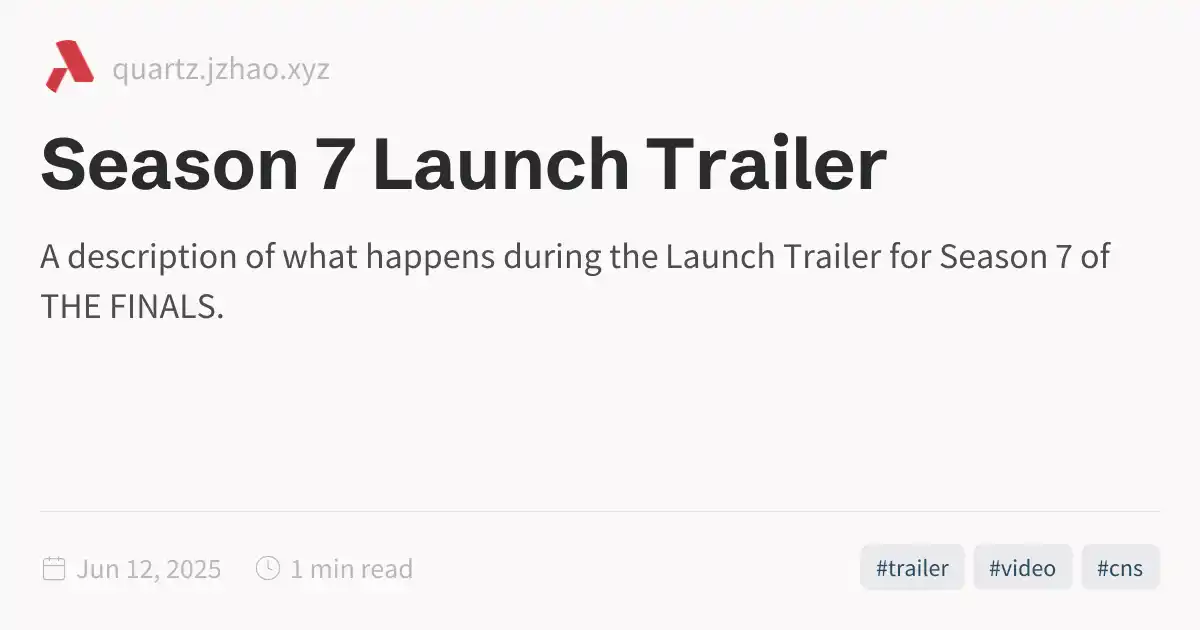 quartz.jzhao.xyz
Season 7 Launch Trailer
A description of what happens during the Launch Trailer for Season 7 of
THE FINALS.
Jun 12, 2025 1 min read #trailer #video #cns